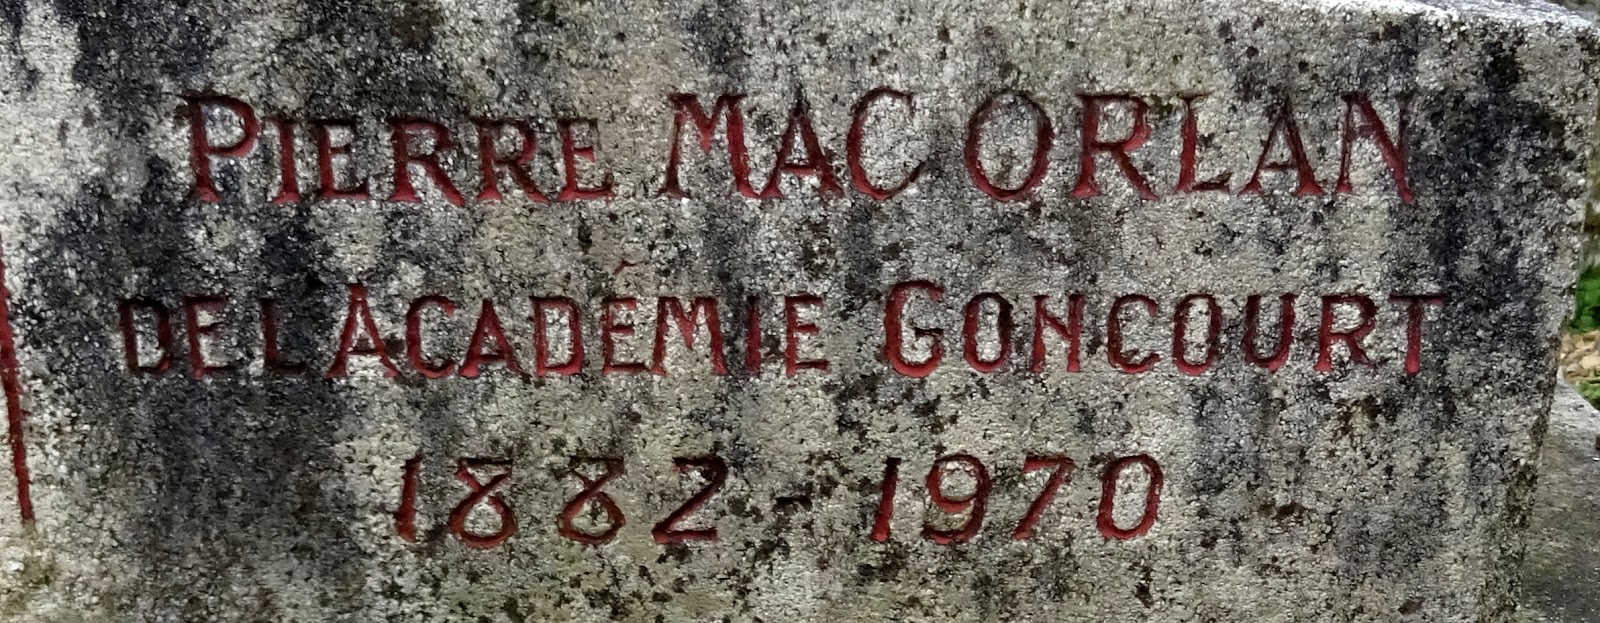 PIERRE MAC ORLAN
DE L ACADÉMIE GONCOURT
1882 - 1970